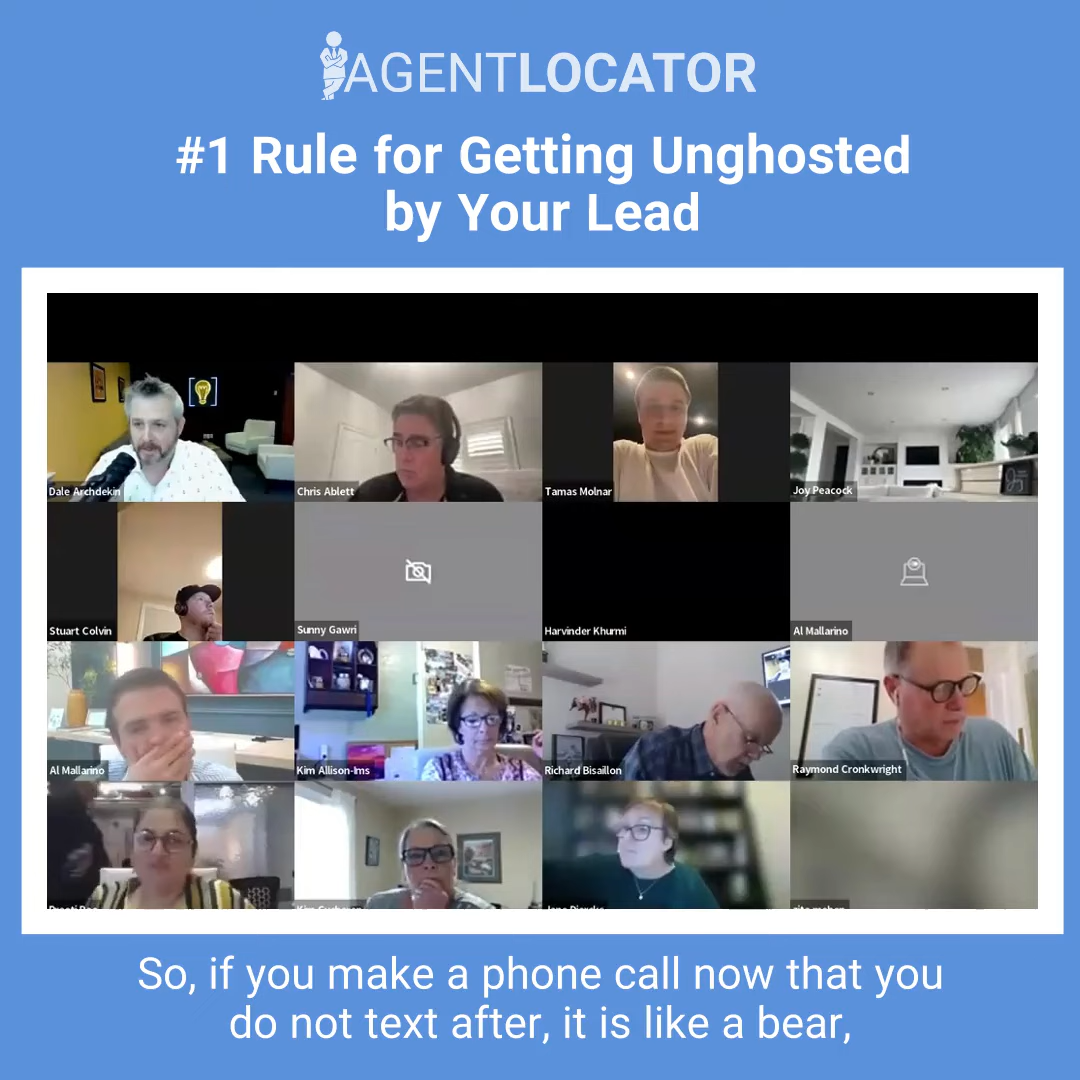 AGENTLOCATOR
#1 Rule for Getting Unghosted
by Your Lead
Dale Archdekin
Chris Ablett
Tamas Molnar
Joy Peacock
Stuart Colvin
Sunny Gawri
Harvinder Khurmi
Al Mallarino
Al Mallarino
Kim Allison-Ims
Richard Bisaillon
Raymond Cronkwright
So, if you make a phone call now that you
do not text after, it is like a bear,